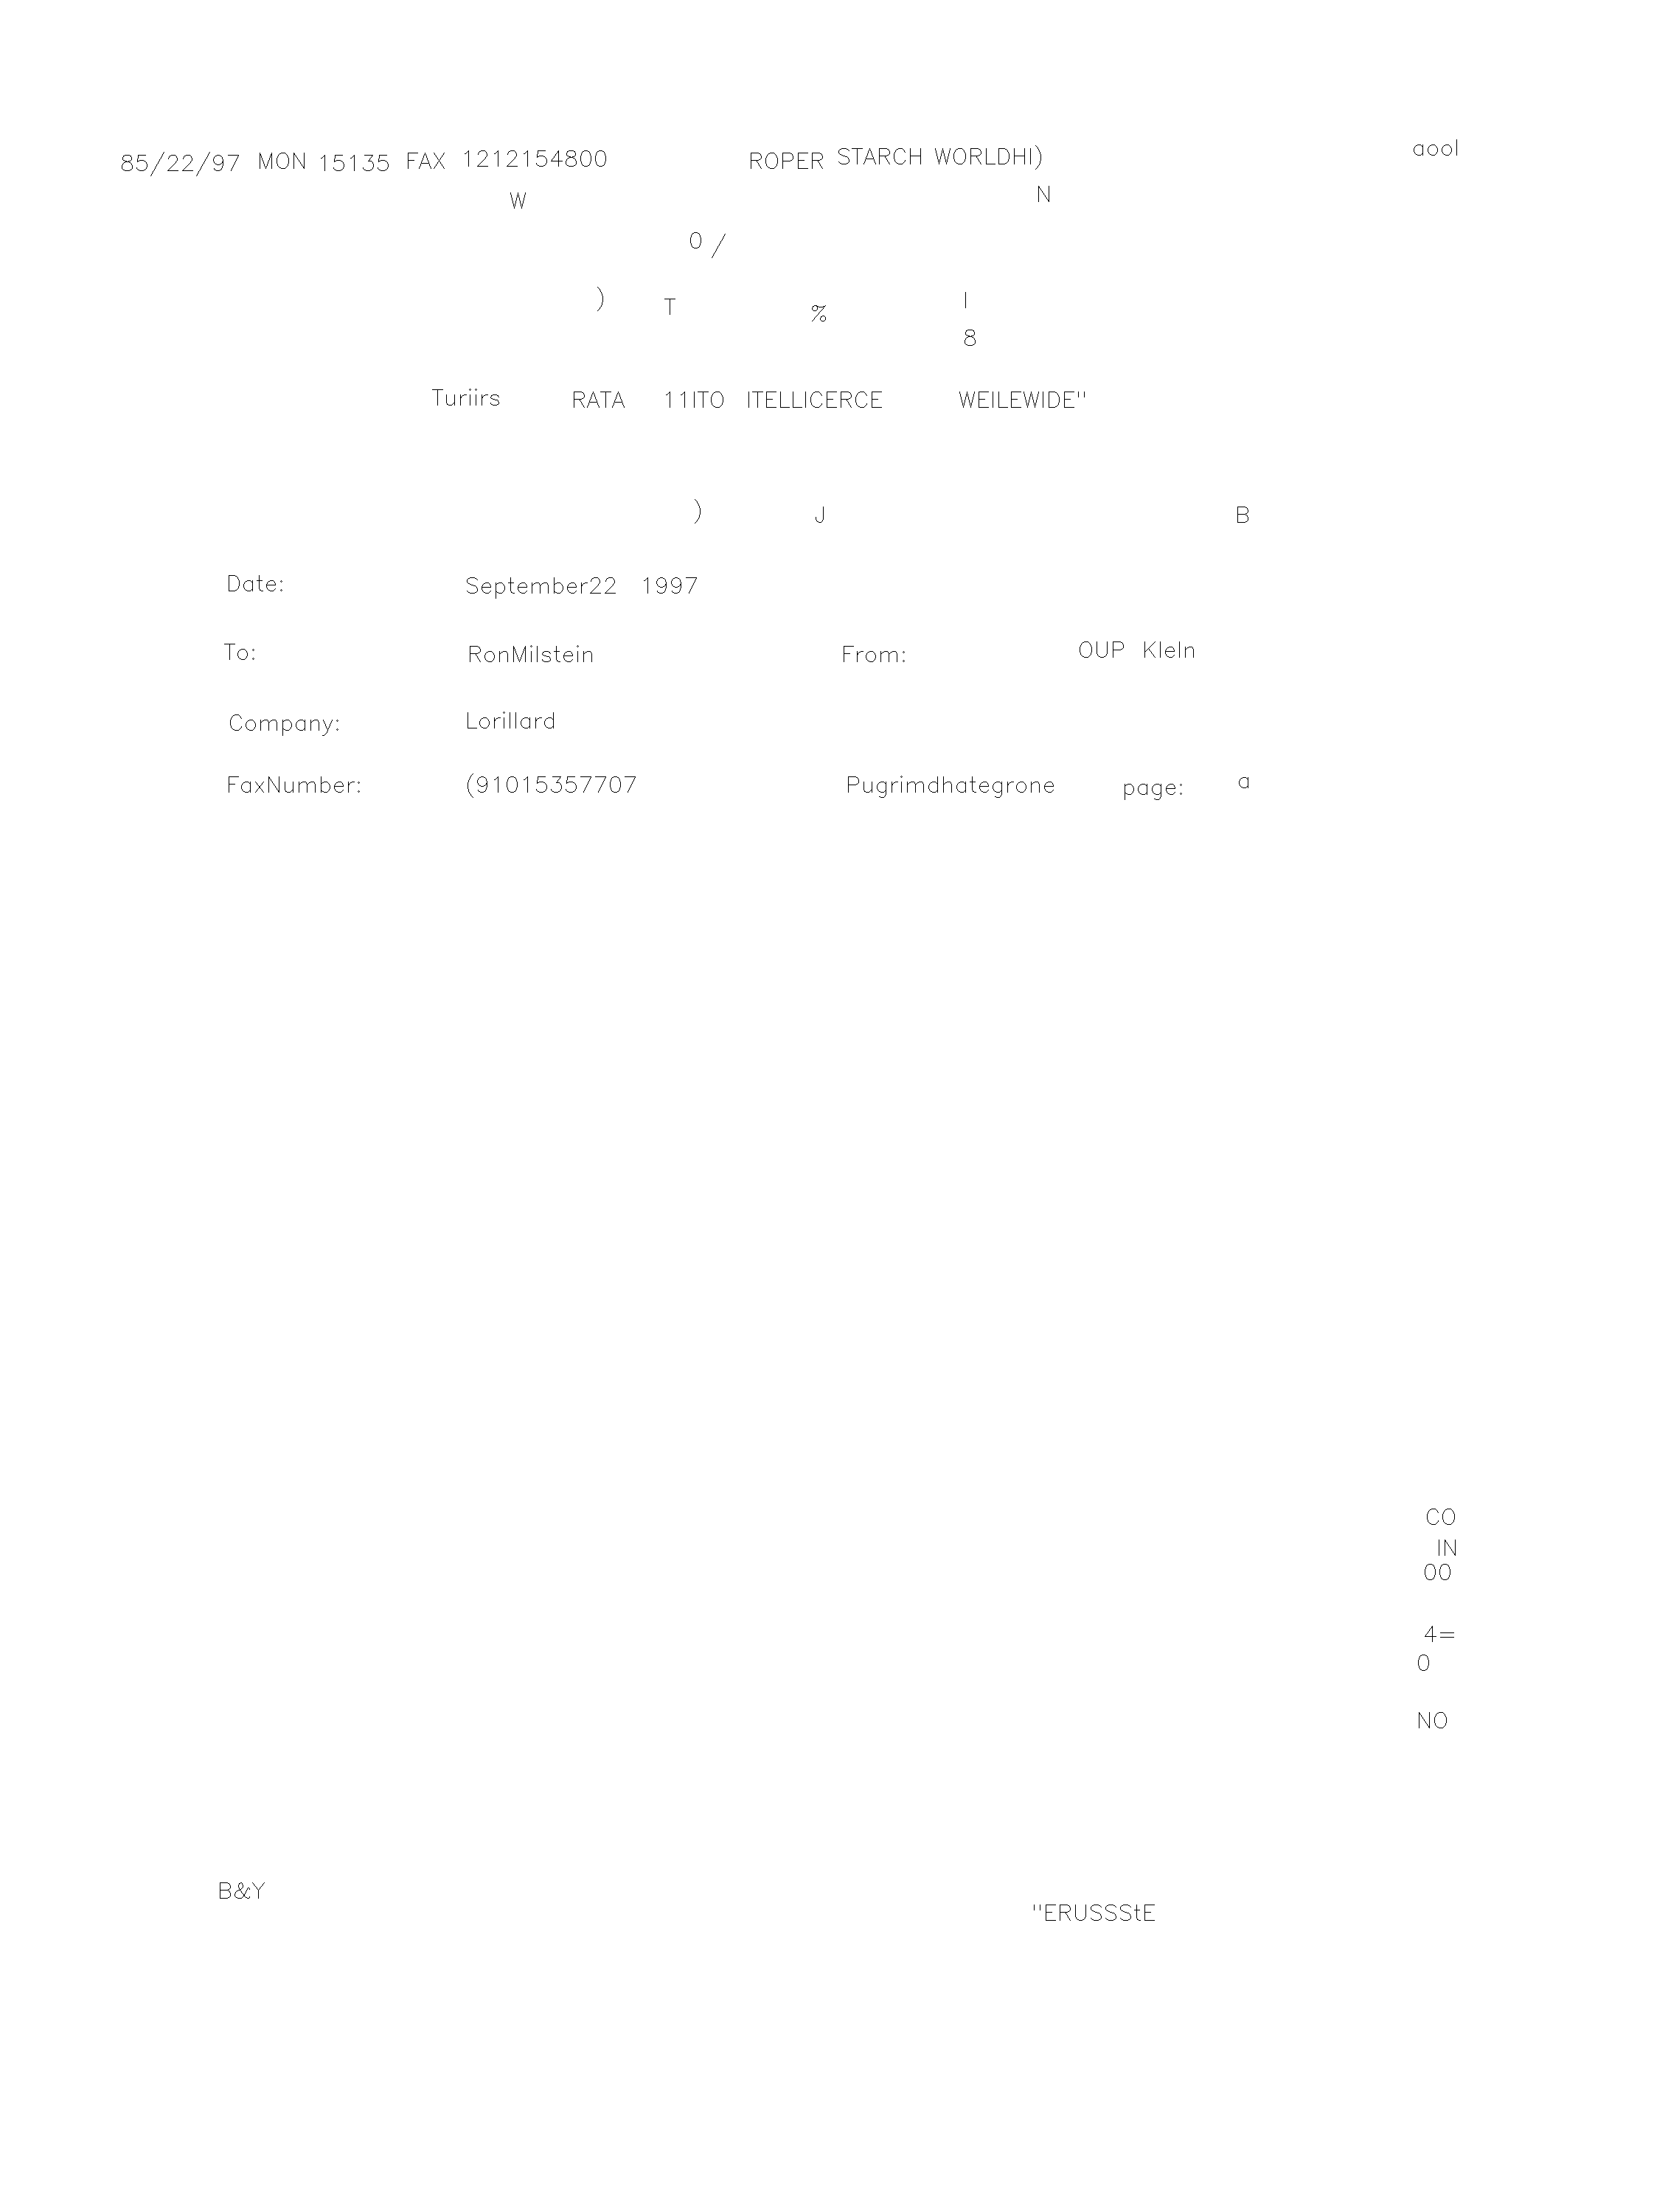 85/22/97 MON 15135 FAX 1212154800 ROPER STARCH WORLDHI) aool
W N
0 /
) T % I
8
Turiirs RATA 11ITO ITELLICERCE WEILEWIDE"
) J B
Date: September22 1997
To: RonMilstein From: OUP KleIn
Company: Lorillard
FaxNumber: (91015357707 Pugrimdhategrone page: a
CO
IN
00
4=
0
NO
B&Y
"ERUSSStE